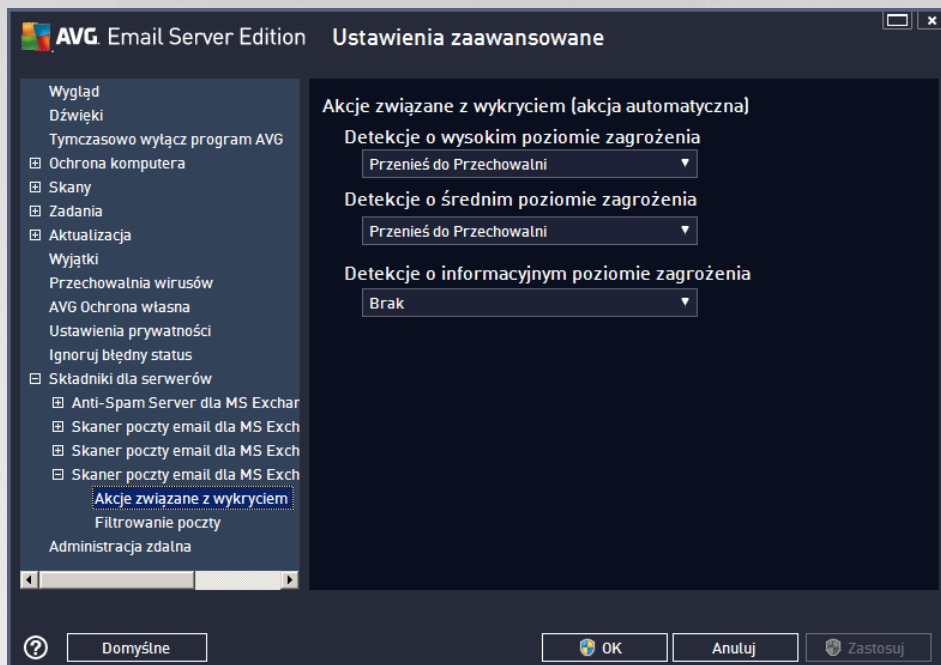 AVG. Email Server Edition Ustawienia zaawansowane
Wygląd
Dźwięki
Tymczasowo wyłącz program AVG
Ochrona komputera
Skany
Zadania
Aktualizacja
Wyjątki
Przechowalnia wirusów
AVG Ochrona własna
Ustawienia prywatności
Ignoruj błędny status
Składniki dla serwerów
Anti-Spam Server dla MS Exchar
Skaner poczty email dla MS Exch
Skaner poczty email dla MS Exch
Skaner poczty email dla MS Exch
Akcje związane z wykryciem
Filtrowanie poczty
Administracja zdalna
Akcje związane z wykryciem (akcja automatyczna)
Detekcje o wysokim poziomie zagrożenia
Przenieś do Przechowalni
Detekcje o średnim poziomie zagrożenia
Przenieś do Przechowalni
Detekcje o informacyjnym poziomie zagrożenia
Brak
? Domyślne OK Anuluj Zastosuj